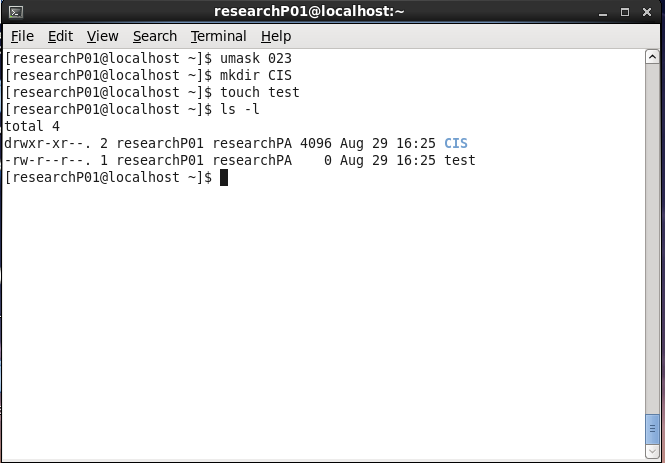 researchP01@localhost:~
File Edit View Search Terminal Help
[researchP01@localhost ~]$ umask 023
[researchP01@localhost ~]$ mkdir CIS
[researchP01@localhost ~]$ touch test
[researchP01@localhost ~]$ ls -l
total 4
drwxr-xr--. 2 researchP01 researchPA 4096 Aug 29 16:25 CIS
-rw-r--r--. 1 researchP01 researchPA    0 Aug 29 16:25 test
[researchP01@localhost ~]$